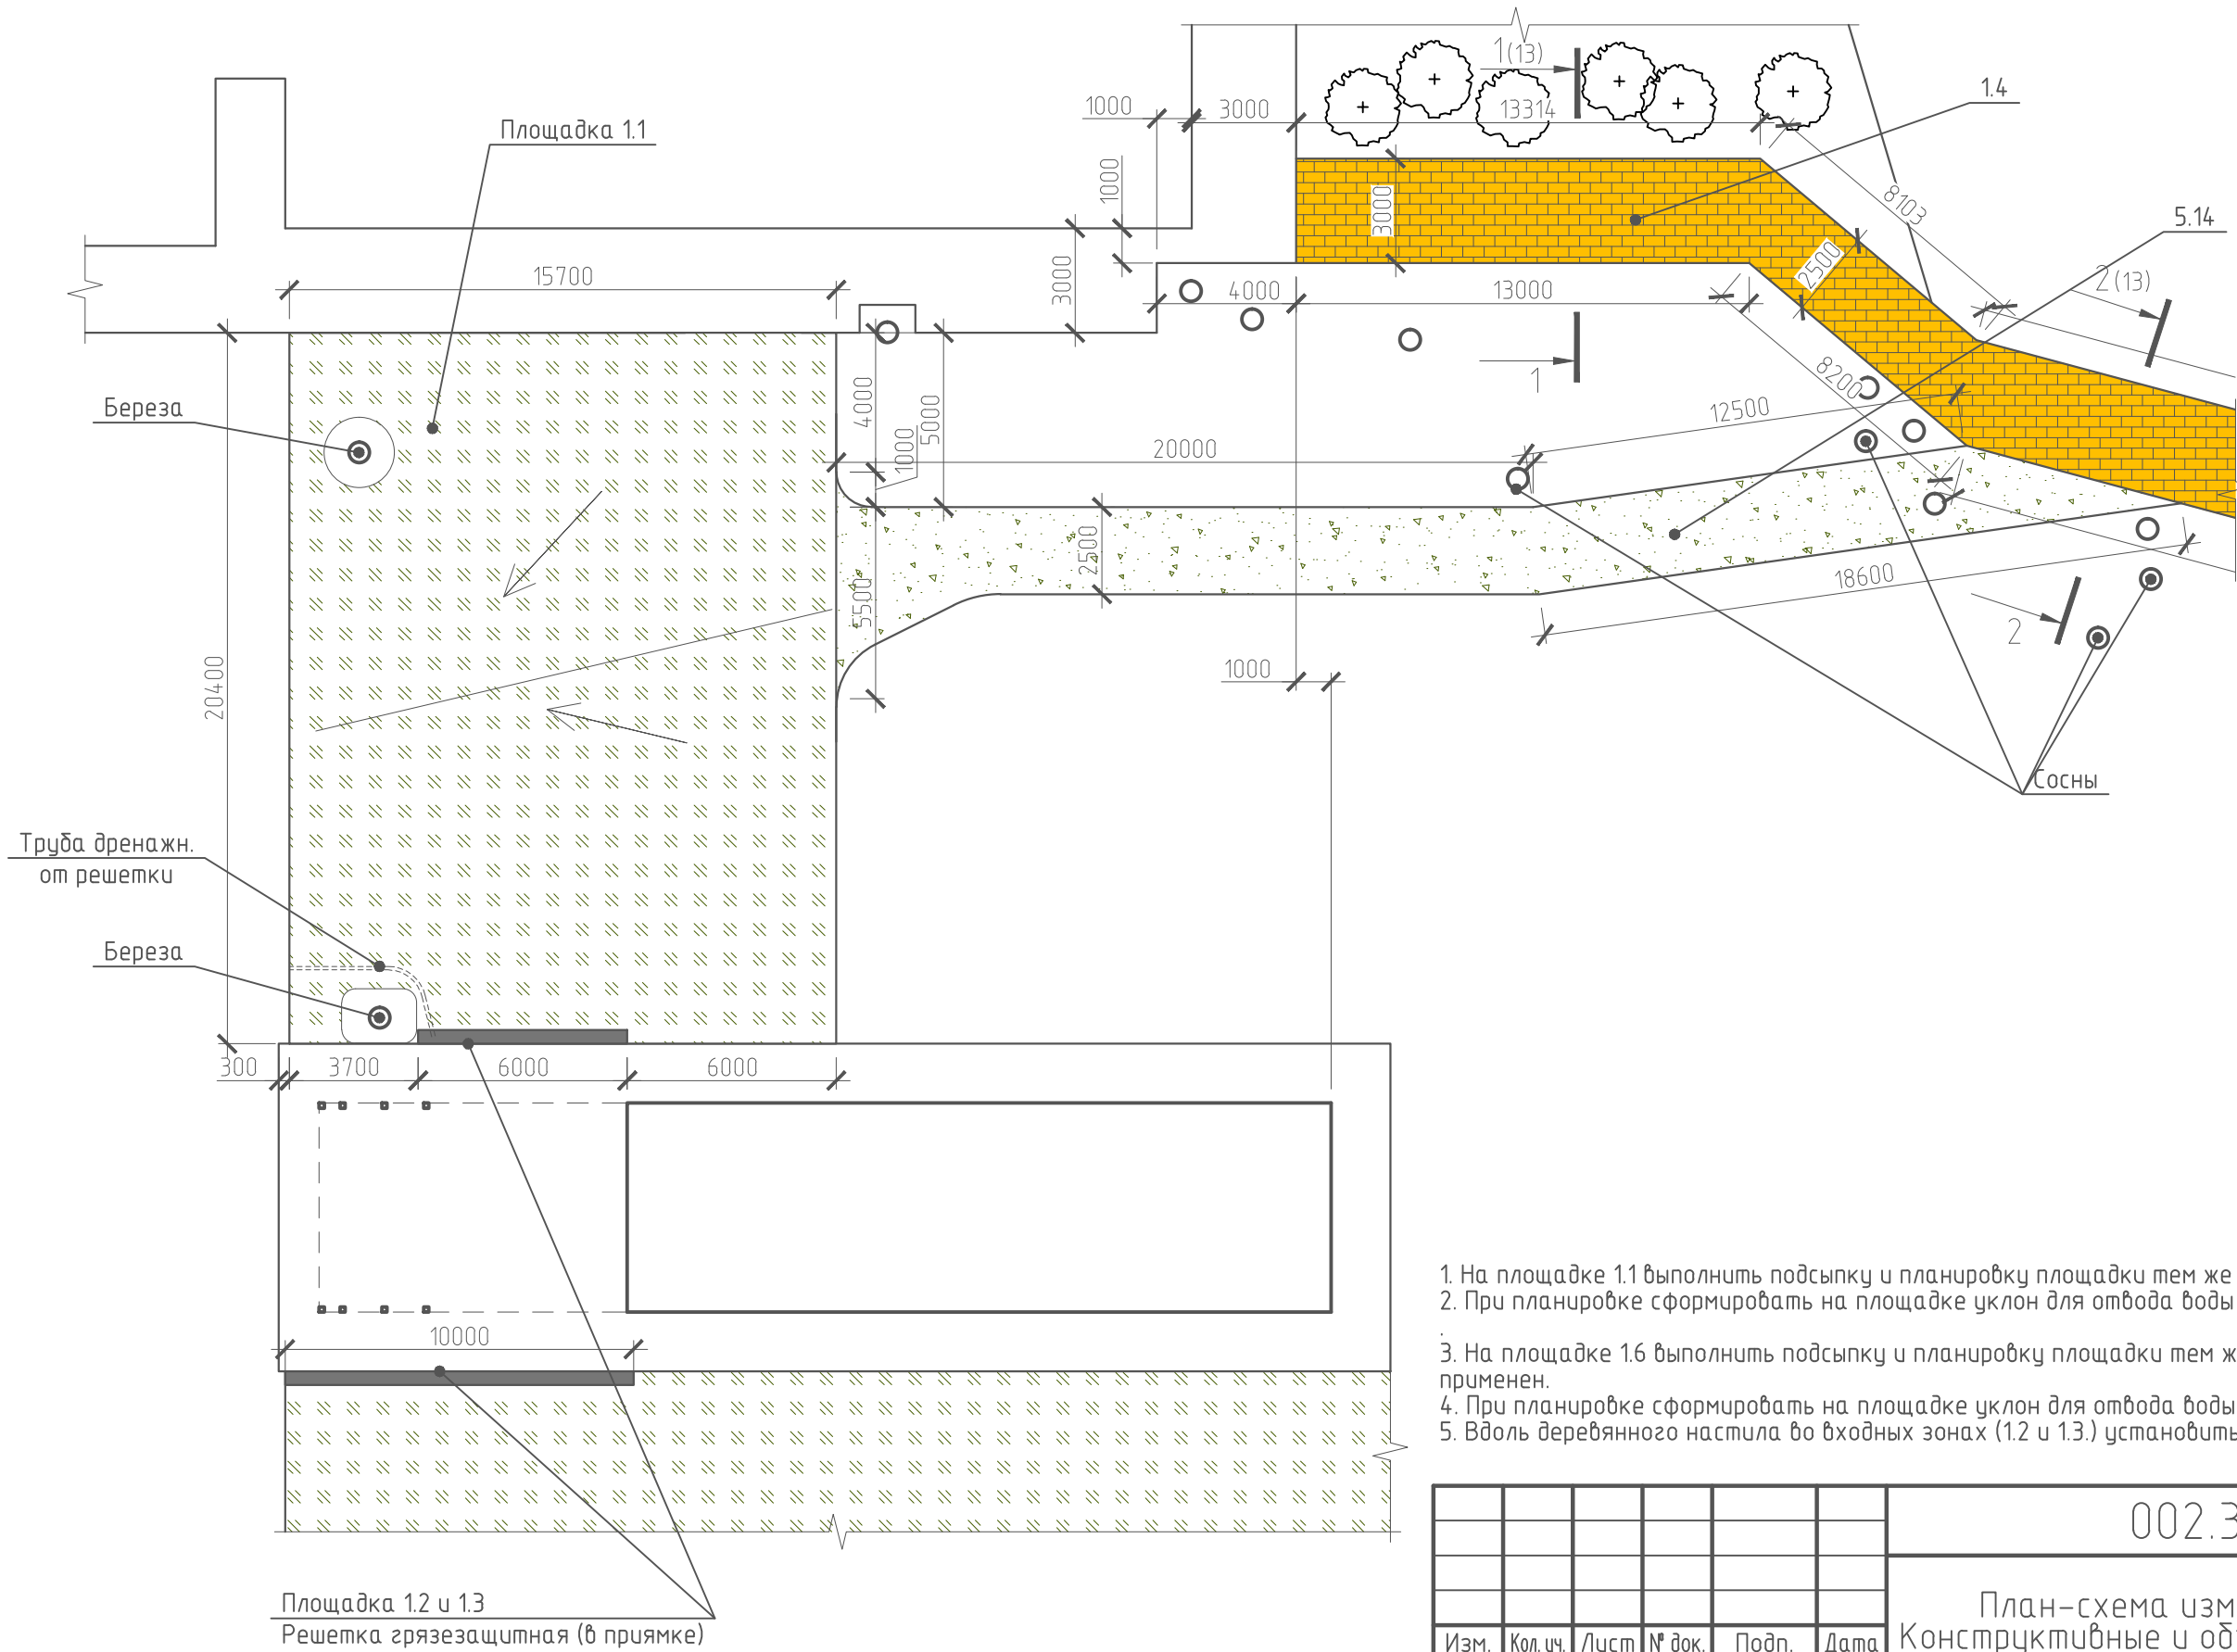 1(13)
1.4
1000
3000
13314
Площадка 1.1
1000
3000
8103
5.14
2500
2(13)
15700
3000
4000
13000
1
8200
Береза
4000
1000
5000
12500
20000
2500
5500
18600
2
20400
1000
Сосны
Труба дренажн.
от решетки
Береза
300
3700
6000
6000
10000
1. На площадке 1.1 выполнить подсыпку и планировку площадки тем же
2. При планировке сформировать на площадке уклон для отвода воды
.
3. На площадке 1.6 выполнить подсыпку и планировку площадки тем ж
применен.
4. При планировке сформировать на площадке уклон для отвода воды
5. Вдоль деревянного настила во входных зонах (1.2 и 1.3.) установить
002.3
План-схема изм
Конструктивные и об
Изм. Кол. уч. Лист № док. Подп. Дата
Площадка 1.2 и 1.3
Решетка грязезащитная (в приямке)